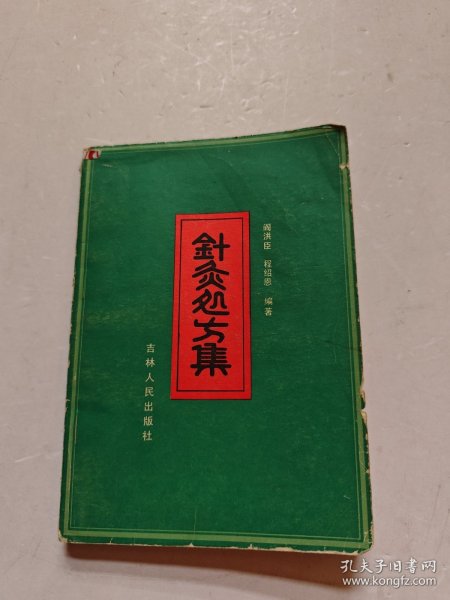 阎洪臣 程绍恩 编著
針灸処方集
吉林人民出版社
孔夫子旧书网
www.kongfz.com